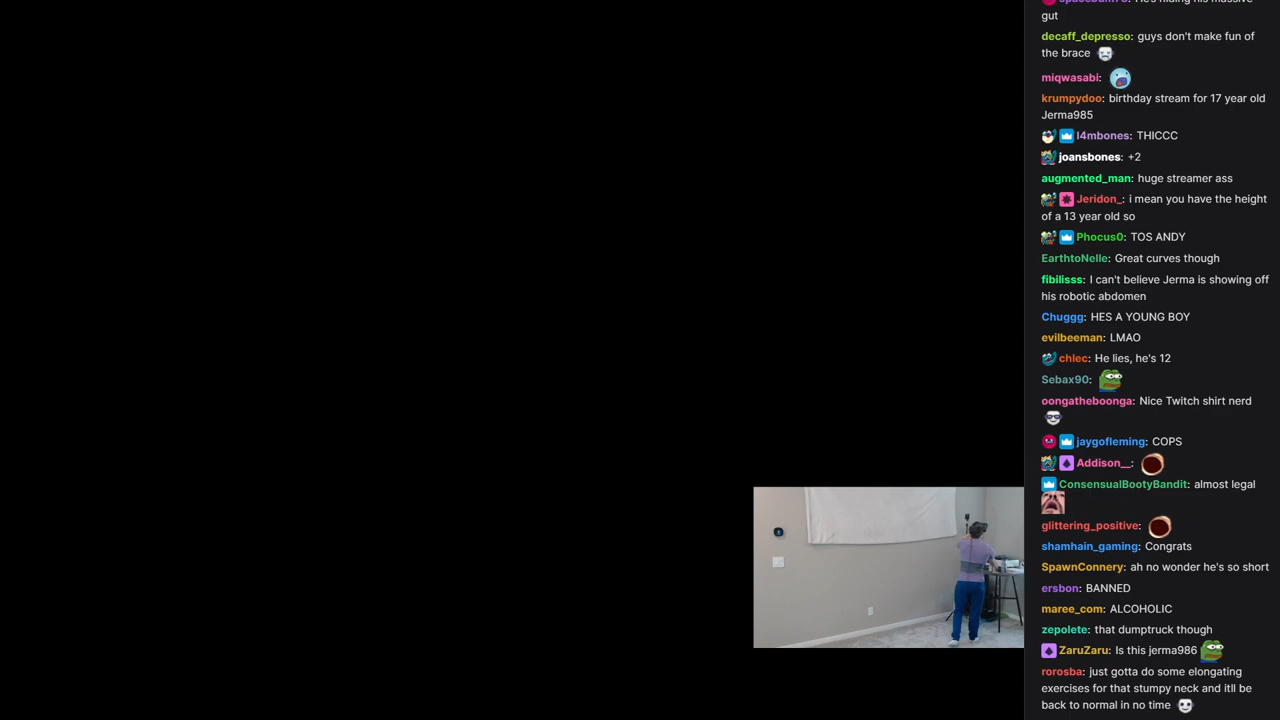 gut
decaff_depresso: guys don't make fun of
the brace
miqwasabi:
krumpydoo: birthday stream for 17 year old
Jerma985
l4mbones: THICCC
joansbones: +2
augmented_man: huge streamer ass
Jeridon_: i mean you have the height
of a 13 year old so
Phocus0: TOS ANDY
EarthtoNelle: Great curves though
fibilisss: I can't believe Jerma is showing off
his robotic abdomen
Chuggg: HES A YOUNG BOY
evilbeeman: LMAO
chlec: He lies, he's 12
Sebax90:
oongatheboonga: Nice Twitch shirt nerd
jaygofleming: COPS
Addison__:
ConsensualBootyBandit: almost legal
glittering_positive:
shamhain_gaming: Congrats
SpawnConnery: ah no wonder he's so short
ersbon: BANNED
maree_com: ALCOHOLIC
zepolete: that dumptruck though
ZaruZaru: Is this jerma986
rorosba: just gotta do some elongating
exercises for that stumpy neck and itll be
back to normal in no time